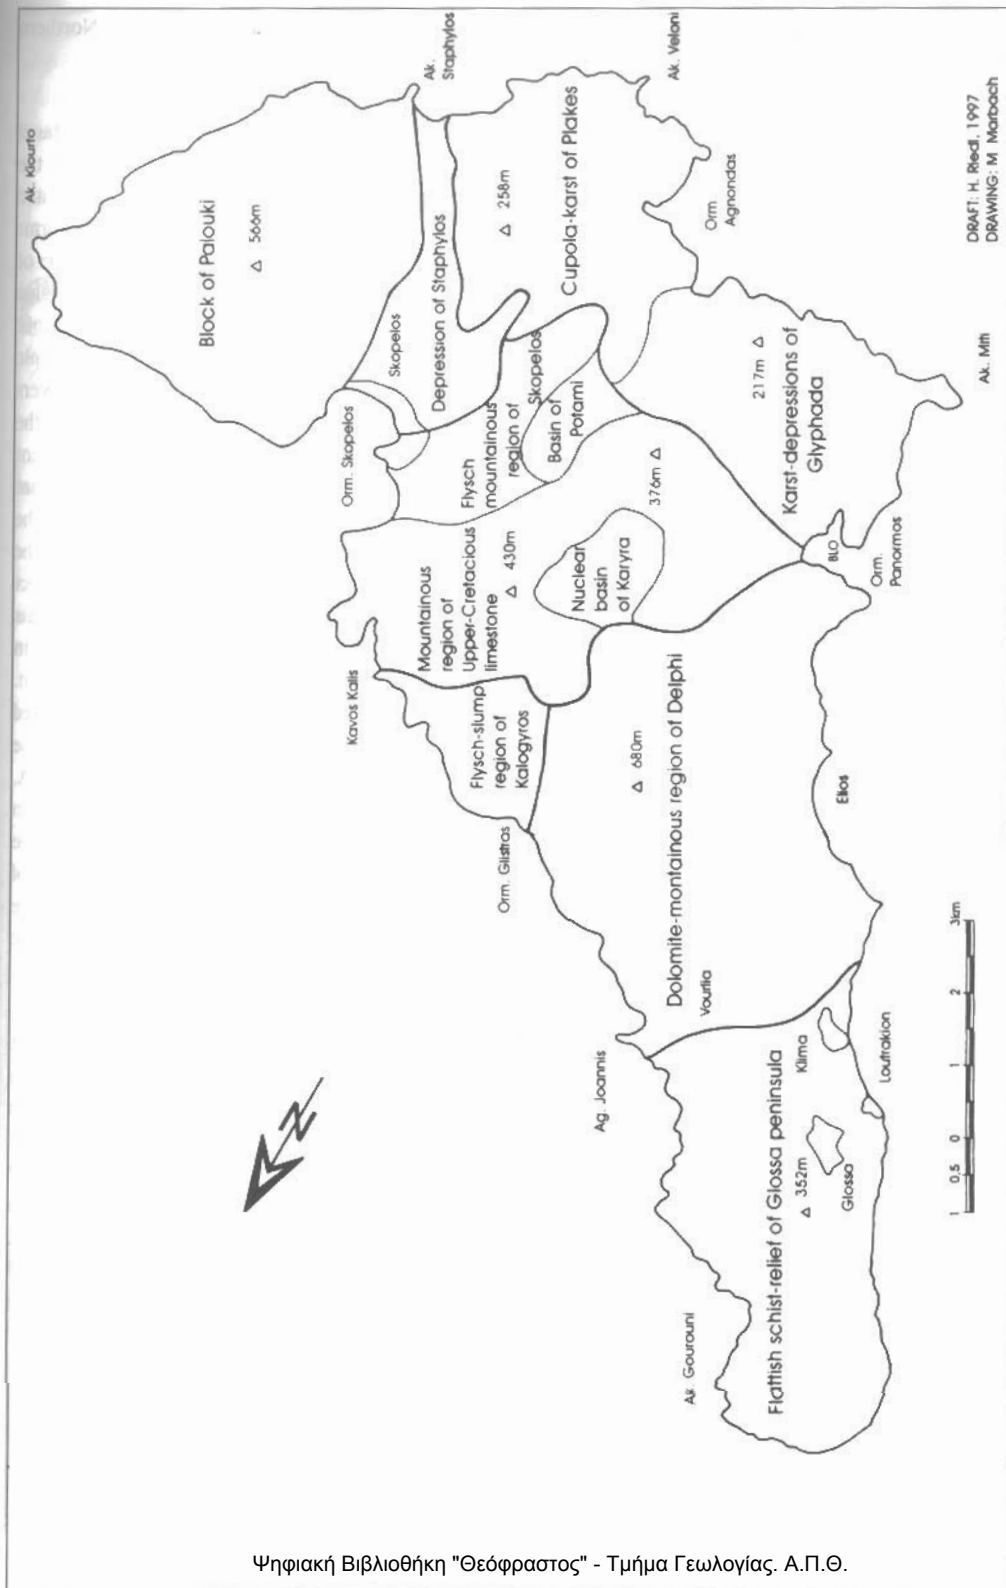 Ak. Gourouni
Flattish schist-relief of Glossa peninsula
△ 352m
Glossa
Klima
Loutrakion
Ag. Joannis
Vourlia
Dolomite-montainous region of Delphi
△ 680m
Elios
Orm. Glistras
Flysch-slump
region of
Kalogyros
Kavos Kalis
Mountainous
region of
Upper-Cretacious
limestone
△ 430m
Nuclear
basin
of Karyra
376m △
Orm. Skopelos
Flysch
mountainous
region of
Skopelos
Basin of
Potami
Skopelos
Depression of Staphylos
Block of Palouki
△ 566m
Ak. Kiourto
Ak.
Staphylos
△ 258m
Cupola-karst of Plakes
Ak. Veloni
Orm
Agnondas
217m △
Karst-depressions of
Glyphada
Ak. Miti
BLO
Orm.
Panormos
1 0,5 0 1 2 3km
N
DRAFT: H. Riedl, 1997
DRAWING: M Marbach
Ψηφιακή Βιβλιοθήκη "Θεόφραστος" - Τμήμα Γεωλογίας. Α.Π.Θ.